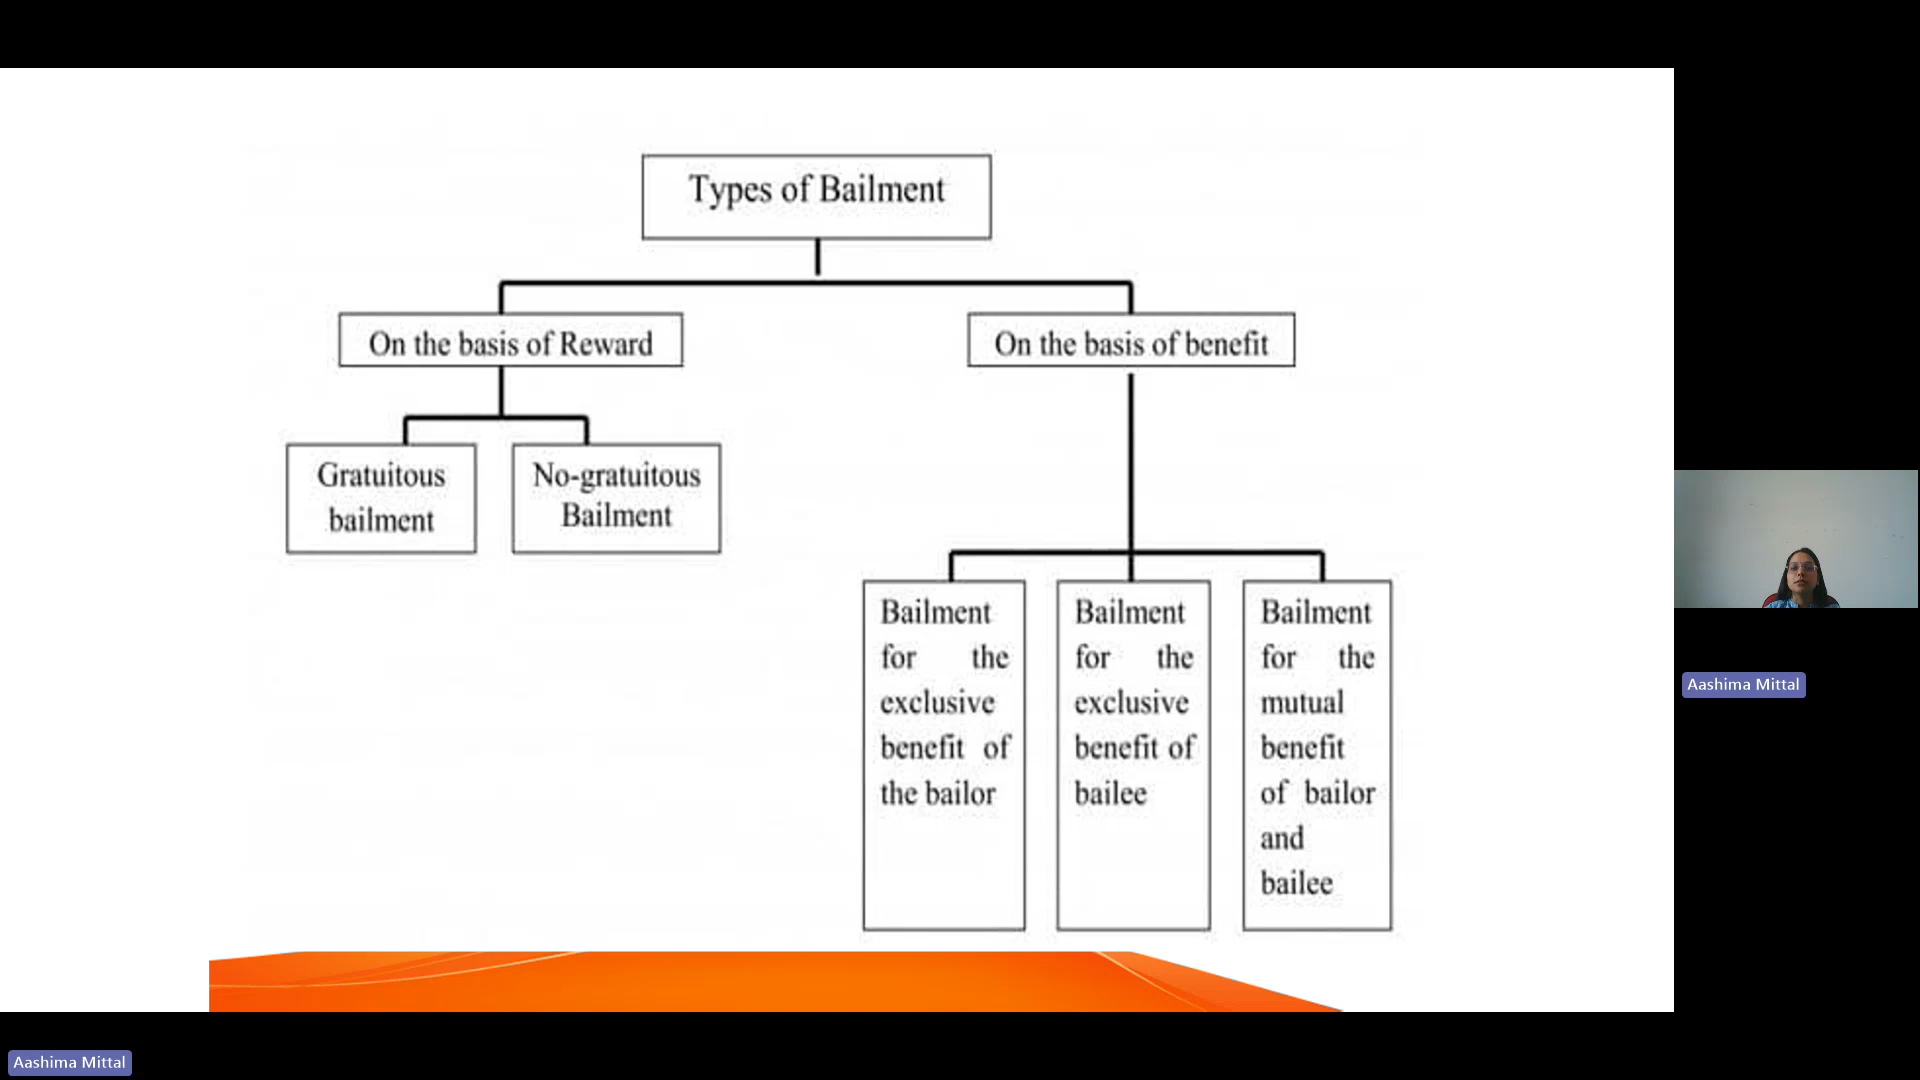 Types of Bailment
On the basis of Reward
On the basis of benefit
Gratuitous
bailment
No-gratuitous
Bailment
Bailment
for the
exclusive
benefit of
the bailor
Bailment
for the
exclusive
benefit of
bailee
Bailment
for the
mutual
benefit
of bailor
and
bailee
Aashima Mittal
Aashima Mittal